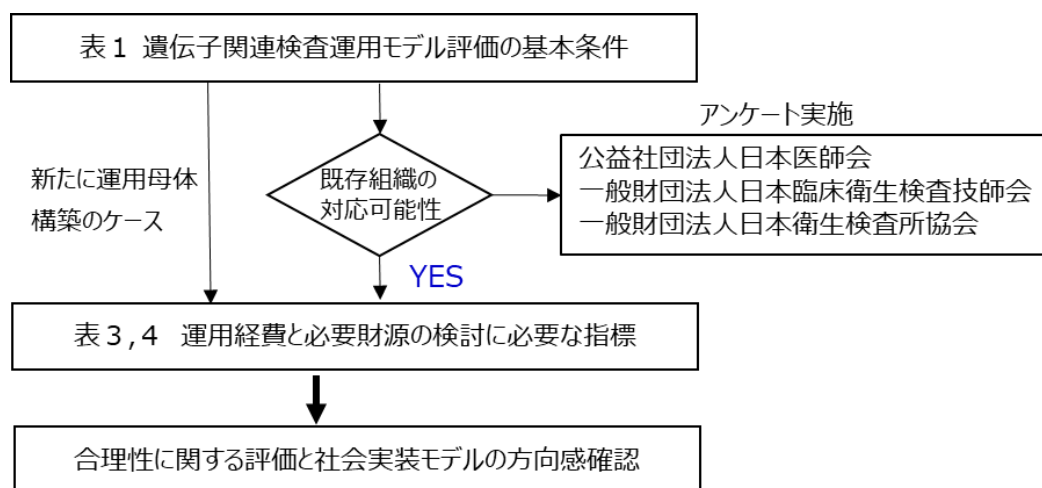 表１ 遺伝子関連検査運用モデル評価の基本条件
アンケート実施
新たに運用母体
構築のケース
既存組織の
対応可能性
公益社団法人日本医師会
一般財団法人日本臨床衛生検査技師会
一般財団法人日本衛生検査所協会
YES
表３,４ 運用経費と必要財源の検討に必要な指標
合理性に関する評価と社会実装モデルの方向感確認